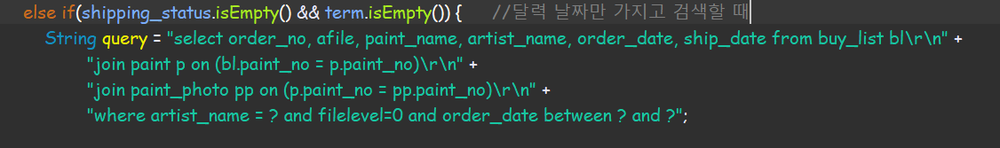 else if(shipping_status.isEmpty() && term.isEmpty()) { //달력 날짜만 가지고 검색할 때
String query = "select order_no, afile, paint_name, artist_name, order_date, ship_date from buy_list bl\r\n" +
"join paint p on (bl.paint_no = p.paint_no)\r\n" +
"join paint_photo pp on (p.paint_no = pp.paint_no)\r\n" +
"where artist_name = ? and filelevel=0 and order_date between ? and ?";